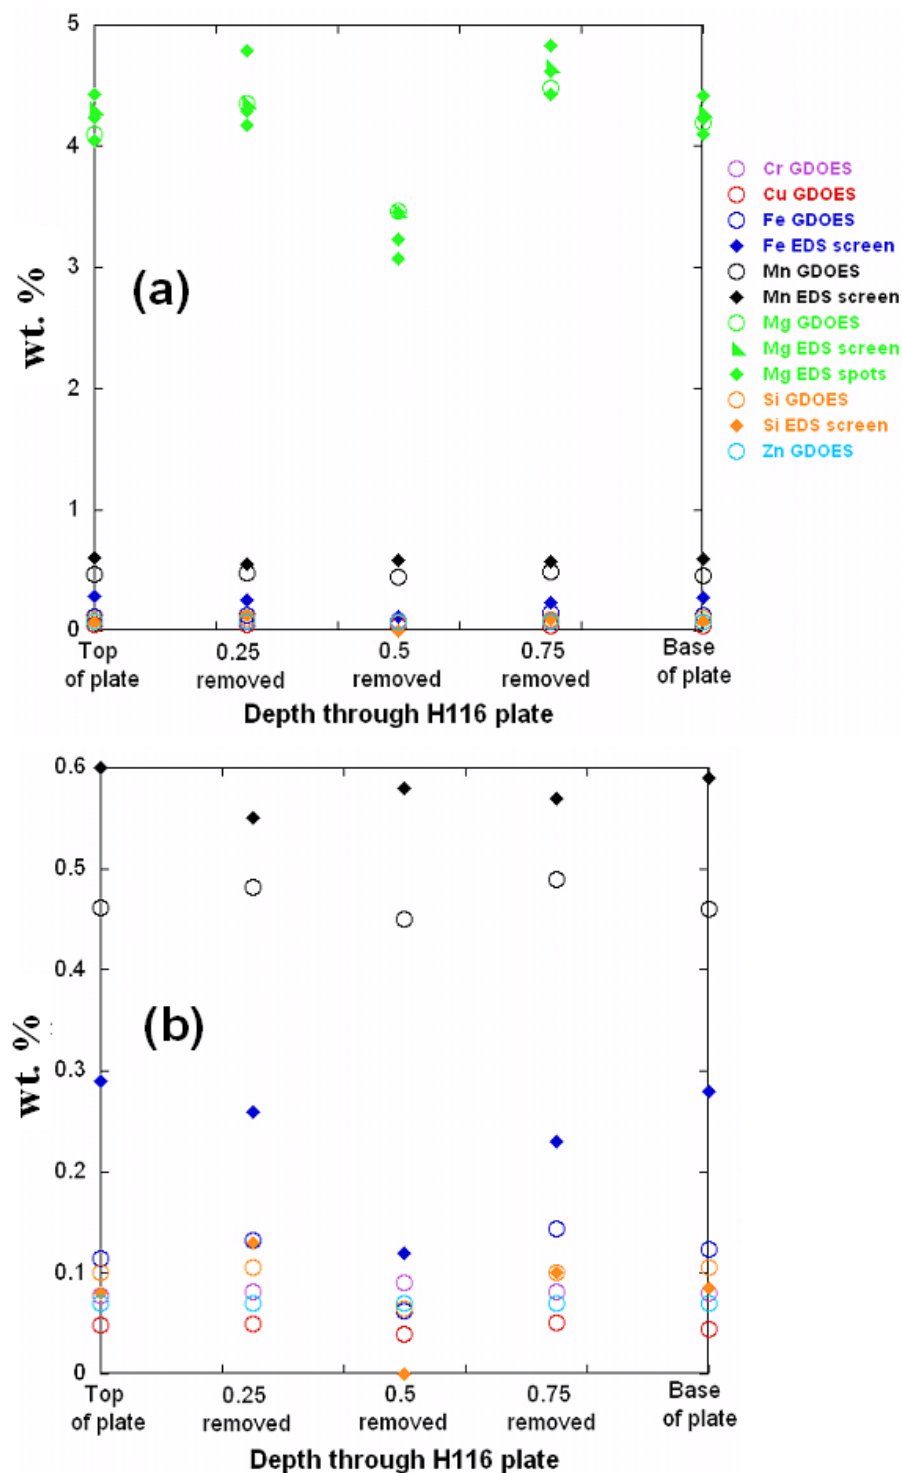 5
4
3
2
1
0
wt. %
(a)
Cr GDOES
Cu GDOES
Fe GDOES
Fe EDS screen
Mn GDOES
Mn EDS screen
Mg GDOES
Mg EDS screen
Mg EDS spots
Si GDOES
Si EDS screen
Zn GDOES
Top 0.25 0.5 0.75 Base
of plate removed removed removed of plate
Depth through H116 plate
0.6
0.5
0.4
0.3
0.2
0.1
0
wt. %
(b)
Top 0.25 0.5 0.75 Base
of plate removed removed removed of plate
Depth through H116 plate